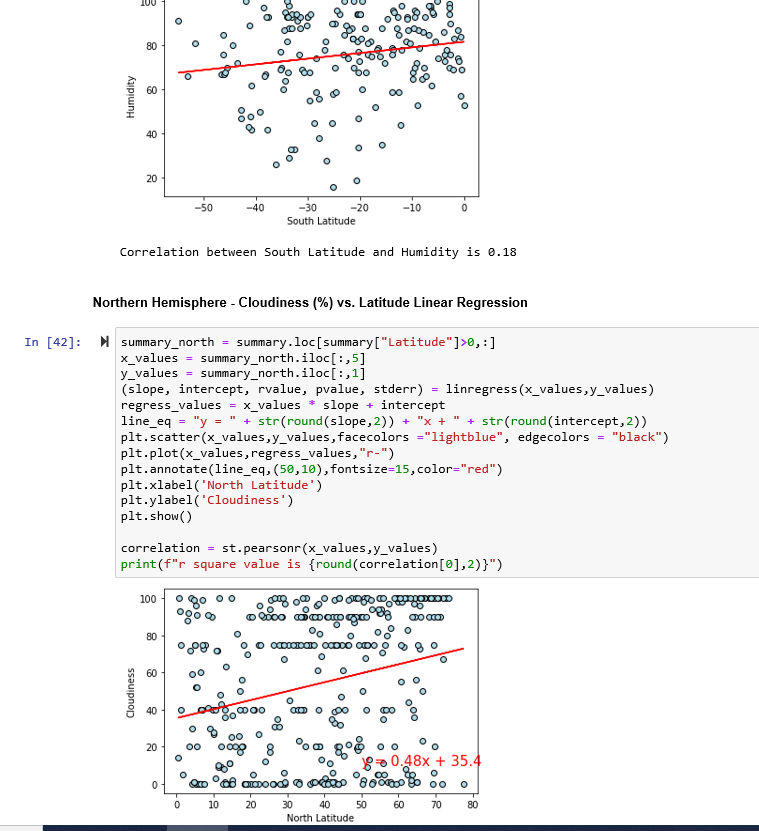 100
80
60
40
20
Humidity
−50 −40 −30 −20 −10 0
South Latitude
Correlation between South Latitude and Humidity is 0.18
Northern Hemisphere - Cloudiness (%) vs. Latitude Linear Regression
In [42]:
summary_north = summary.loc[summary["Latitude"]>0,:]
x_values = summary_north.iloc[:,5]
y_values = summary_north.iloc[:,1]
(slope, intercept, rvalue, pvalue, stderr) = linregress(x_values,y_values)
regress_values = x_values * slope + intercept
line_eq = "y = " + str(round(slope,2)) + "x + " + str(round(intercept,2))
plt.scatter(x_values,y_values,facecolors ="lightblue", edgecolors = "black")
plt.plot(x_values,regress_values,"r-")
plt.annotate(line_eq,(50,10),fontsize=15,color="red")
plt.xlabel('North Latitude')
plt.ylabel('Cloudiness')
plt.show()
correlation = st.pearsonr(x_values,y_values)
print(f"r square value is {round(correlation[0],2)}")
100
80
60
40
20
0
Cloudiness
y = 0.48x + 35.4
0 10 20 30 40 50 60 70 80
North Latitude